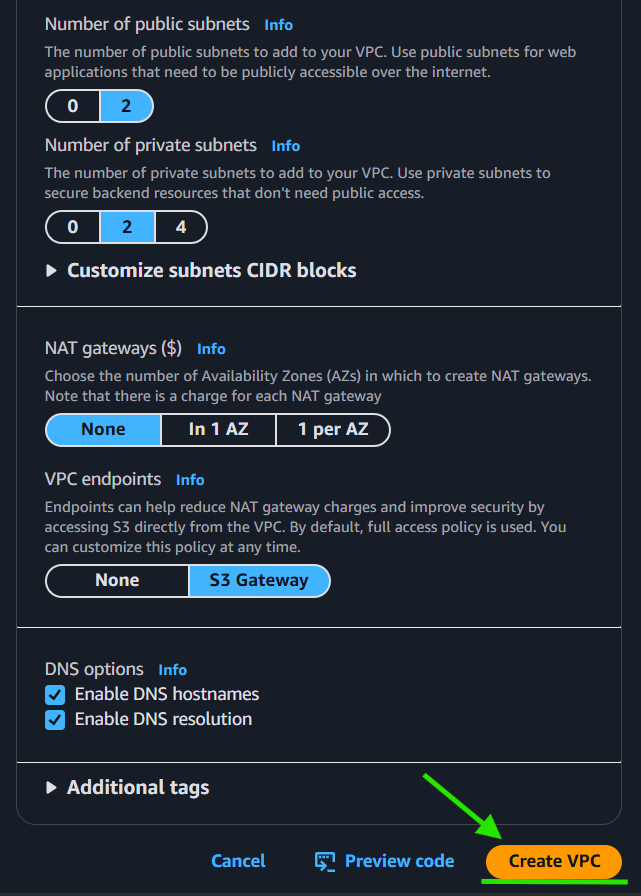 Number of public subnets Info
The number of public subnets to add to your VPC. Use public subnets for web
applications that need to be publicly accessible over the internet.
0 2
Number of private subnets Info
The number of private subnets to add to your VPC. Use private subnets to
secure backend resources that don't need public access.
0 2 4
Customize subnets CIDR blocks
NAT gateways ($) Info
Choose the number of Availability Zones (AZs) in which to create NAT gateways.
Note that there is a charge for each NAT gateway
None In 1 AZ 1 per AZ
VPC endpoints Info
Endpoints can help reduce NAT gateway charges and improve security by
accessing S3 directly from the VPC. By default, full access policy is used. You
can customize this policy at any time.
None S3 Gateway
DNS options Info
Enable DNS hostnames
Enable DNS resolution
Additional tags
Cancel Preview code Create VPC